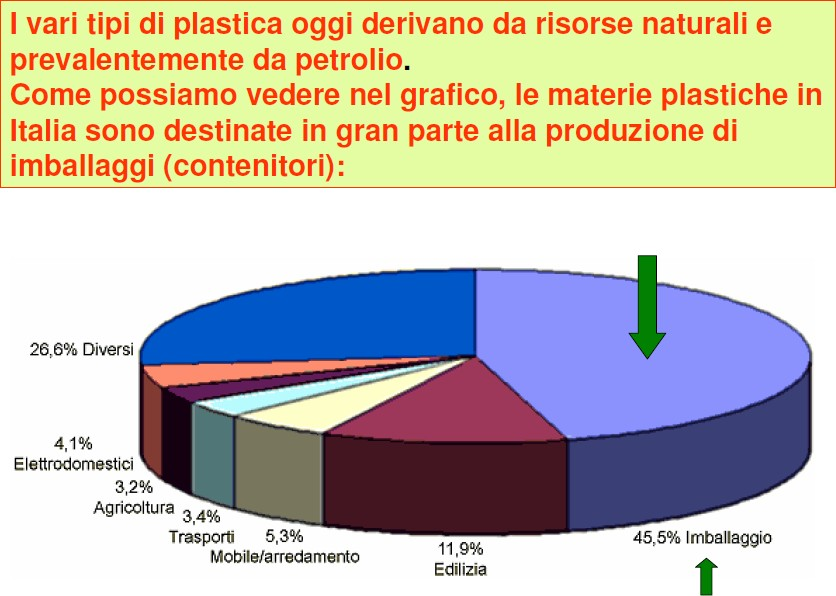 I vari tipi di plastica oggi derivano da risorse naturali e
prevalentemente da petrolio.
Come possiamo vedere nel grafico, le materie plastiche in
Italia sono destinate in gran parte alla produzione di
imballaggi (contenitori):
26,6% Diversi
4,1%
Elettrodomestici
3,2%
Agricoltura
3,4%
Trasporti
5,3%
Mobile/arredamento
11,9%
Edilizia
45,5% Imballaggio